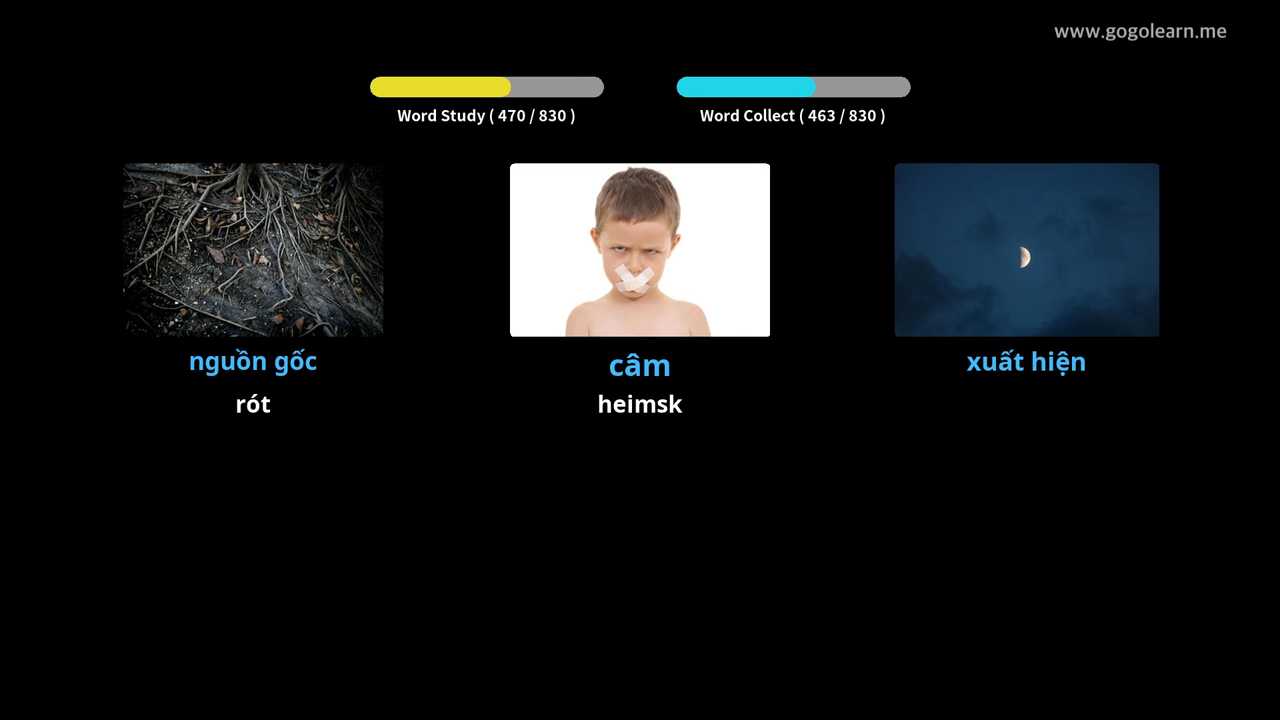 www.gogolearn.me
Word Study ( 470 / 830 )
Word Collect ( 463 / 830 )
nguồn gốc
rót
câm
heimsk
xuất hiện